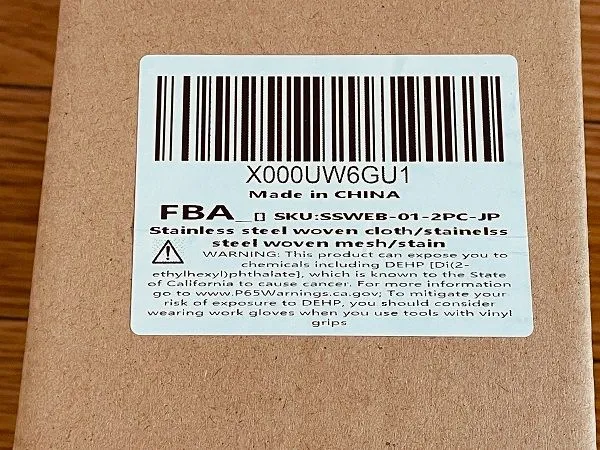 X000UW6GU1
Made in CHINA
FBA_ [] SKU:SSWEB-01-2PC-JP
Stainless steel woven cloth/stainelss
steel woven mesh/stain
WARNING: This product can expose you to
chemicals including DEHP [Di(2-
ethylhexyl)phthalate], which is known to the State
of California to cause cancer. For more information
go to www.P65Warnings.ca.gov; To mitigate your
risk of exposure to DEHP, you should consider
wearing work gloves when you use tools with vinyl
grips